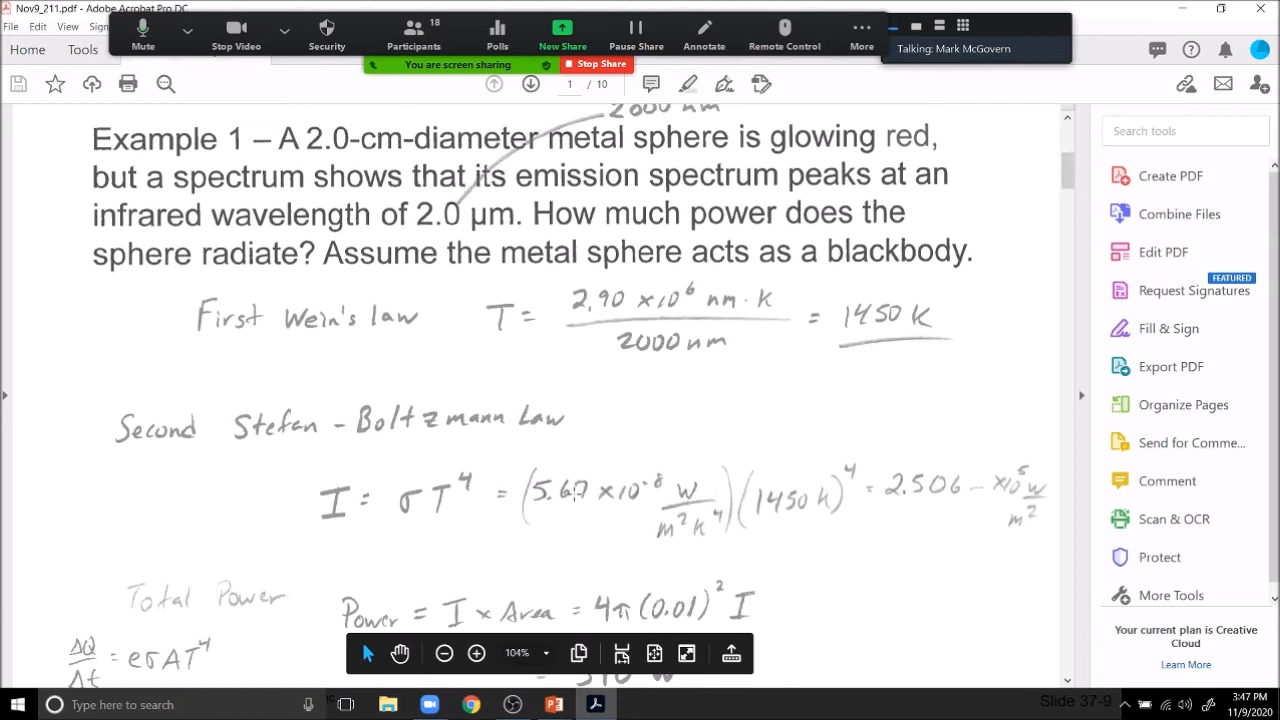 Nov9_211.pdf - Adobe Acrobat Pro DC
File Edit View Sign
Mute
Stop Video
Security
18
Participants
Polls
New Share
Pause Share
Annotate
Remote Control
More
Talking: Mark McGovern
Home Tools
You are screen sharing
Stop Share
1 / 10
2000 nm
Example 1 – A 2.0-cm-diameter metal sphere is glowing red,
but a spectrum shows that its emission spectrum peaks at an
infrared wavelength of 2.0 µm. How much power does the
sphere radiate? Assume the metal sphere acts as a blackbody.
First Wein's law T = 2.90 x10^6 nm·K / 2000 nm = 1450 K
Second Stefan - Boltzmann Law
I = σT^4 = (5.67 x10^-8 W / m^2 K^4)(1450 K)^4 = 2.506 – x10^5 W / m^2
Total Power
Power = I x Area = 4π(0.01)^2 I
ΔQ / Δt = eσAT^4
104%
Search tools
Create PDF
Combine Files
Edit PDF
FEATURED
Request Signatures
Fill & Sign
Export PDF
Organize Pages
Send for Comme...
Comment
Scan & OCR
Protect
More Tools
Your current plan is Creative
Cloud
Learn More
Slide 37-9
Type here to search
3:47 PM
11/9/2020